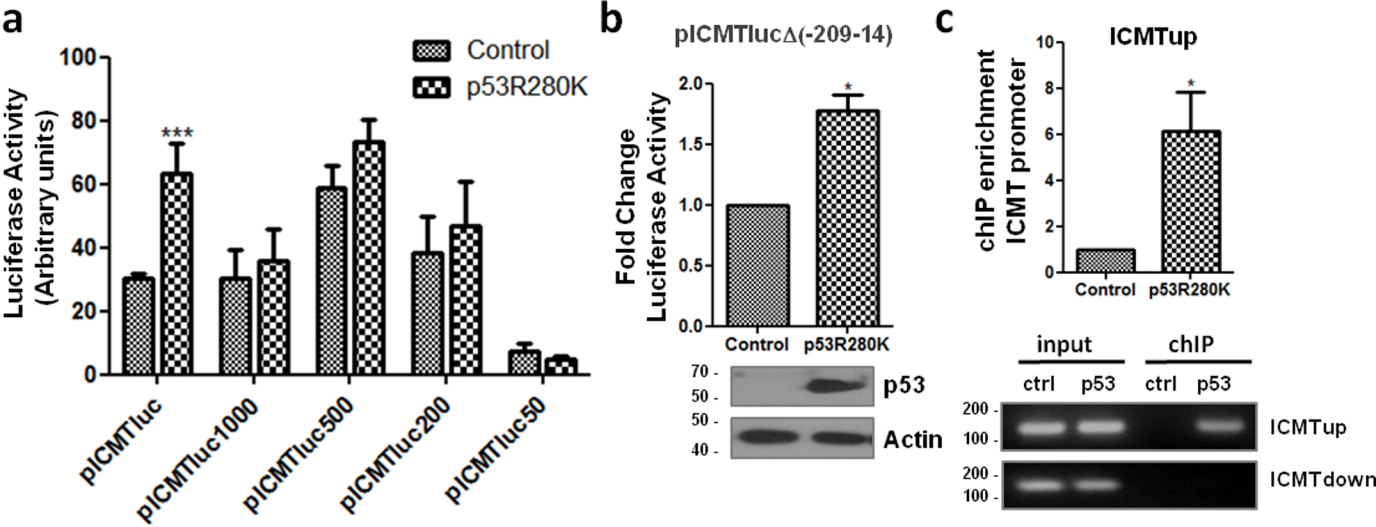 a
Luciferase Activity
(Arbitrary units)
100
80
60
40
20
0
Control
p53R280K
***
pICMTluc
pICMTluc1000
pICMTluc500
pICMTluc200
pICMTluc50
b
pICMTlucΔ(-209-14)
Fold Change
Luciferase Activity
2.0
1.5
1.0
0.5
0.0
*
Control p53R280K
70 -
50 -
p53
50 -
40 -
Actin
c
ICMTup
chIP enrichment
ICMT promoter
10
8
6
4
2
0
*
Control p53R280K
input chIP
ctrl p53 ctrl p53
200 -
100 -
ICMTup
200 -
100 -
ICMTdown